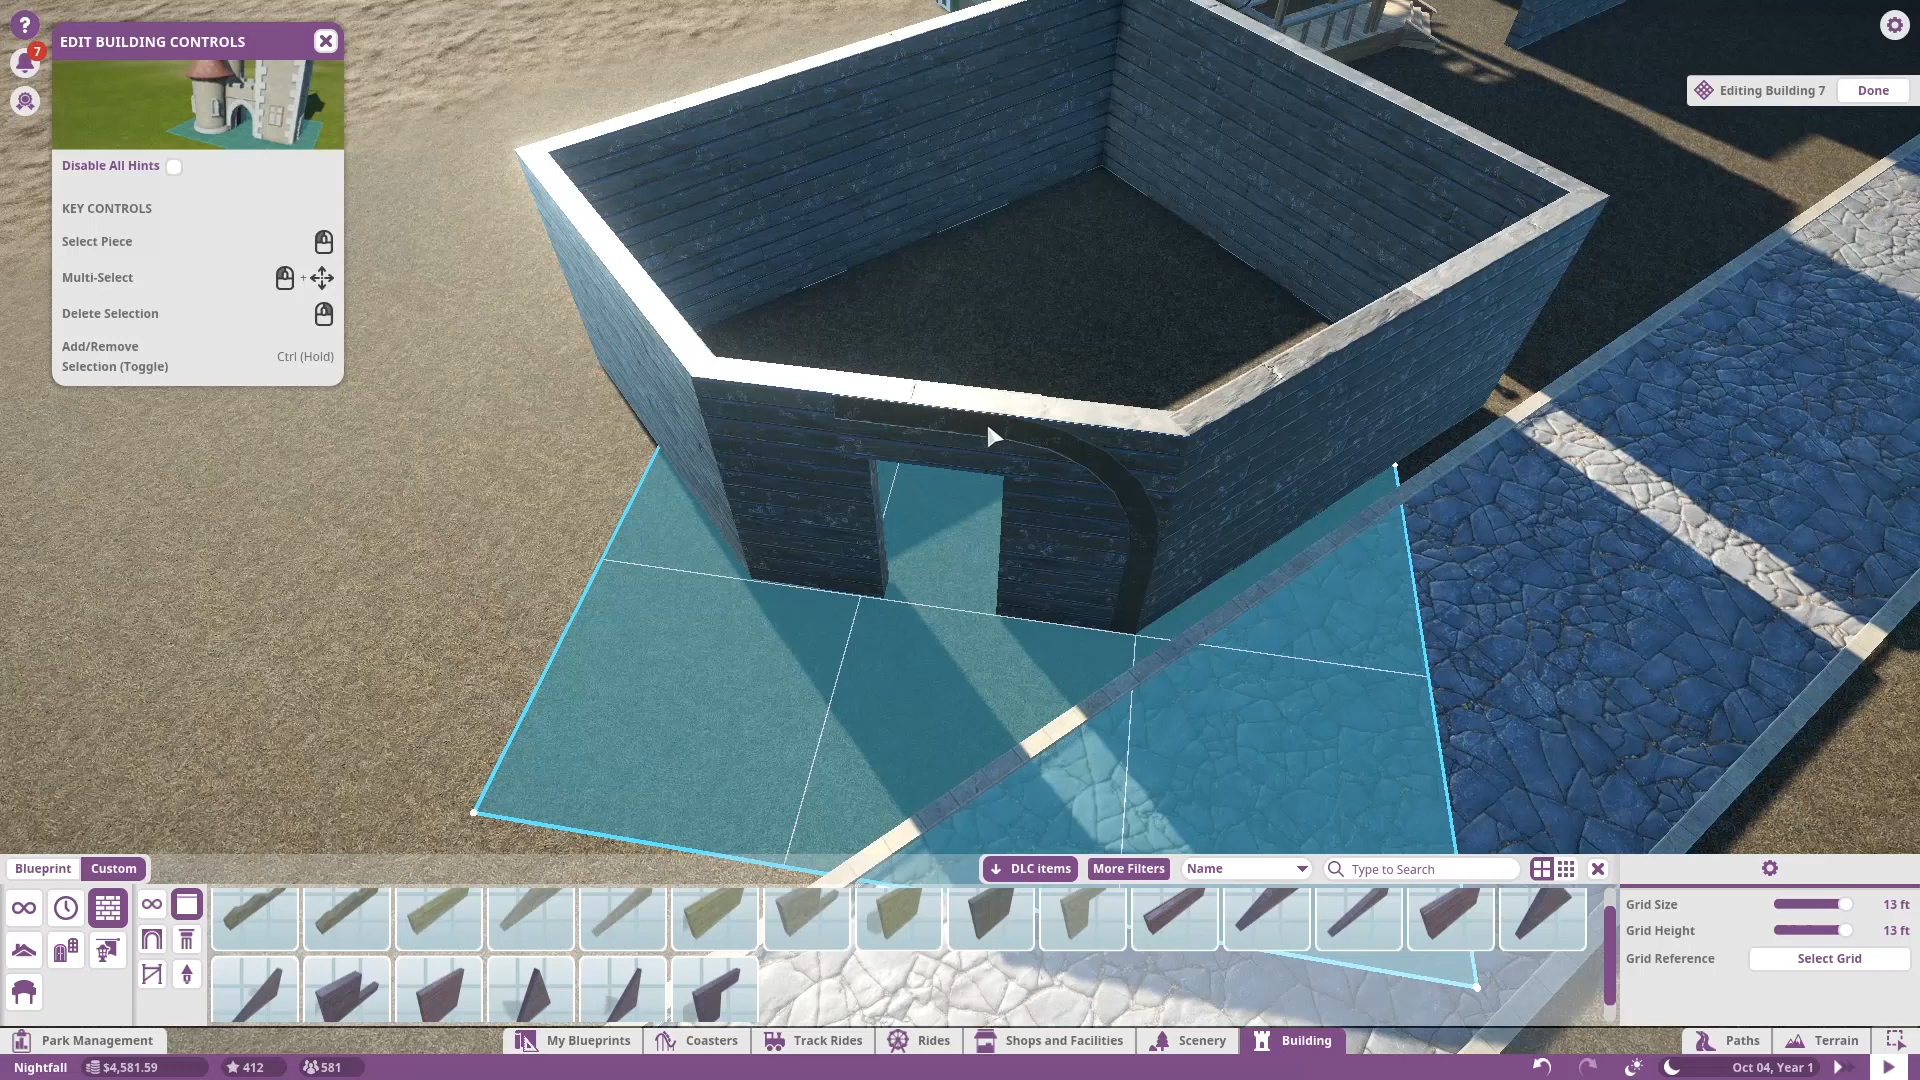 ?
7
EDIT BUILDING CONTROLS
Disable All Hints
KEY CONTROLS
Select Piece
Multi-Select
+
Delete Selection
Add/Remove
Selection (Toggle)
Ctrl (Hold)
Editing Building 7
Done
Blueprint
Custom
DLC items
More Filters
Name
Type to Search
Grid Size
13 ft
Grid Height
13 ft
Grid Reference
Select Grid
Park Management
My Blueprints
Coasters
Track Rides
Rides
Shops and Facilities
Scenery
Building
Paths
Terrain
Nightfall
$4,581.59
412
581
Oct 04, Year 1